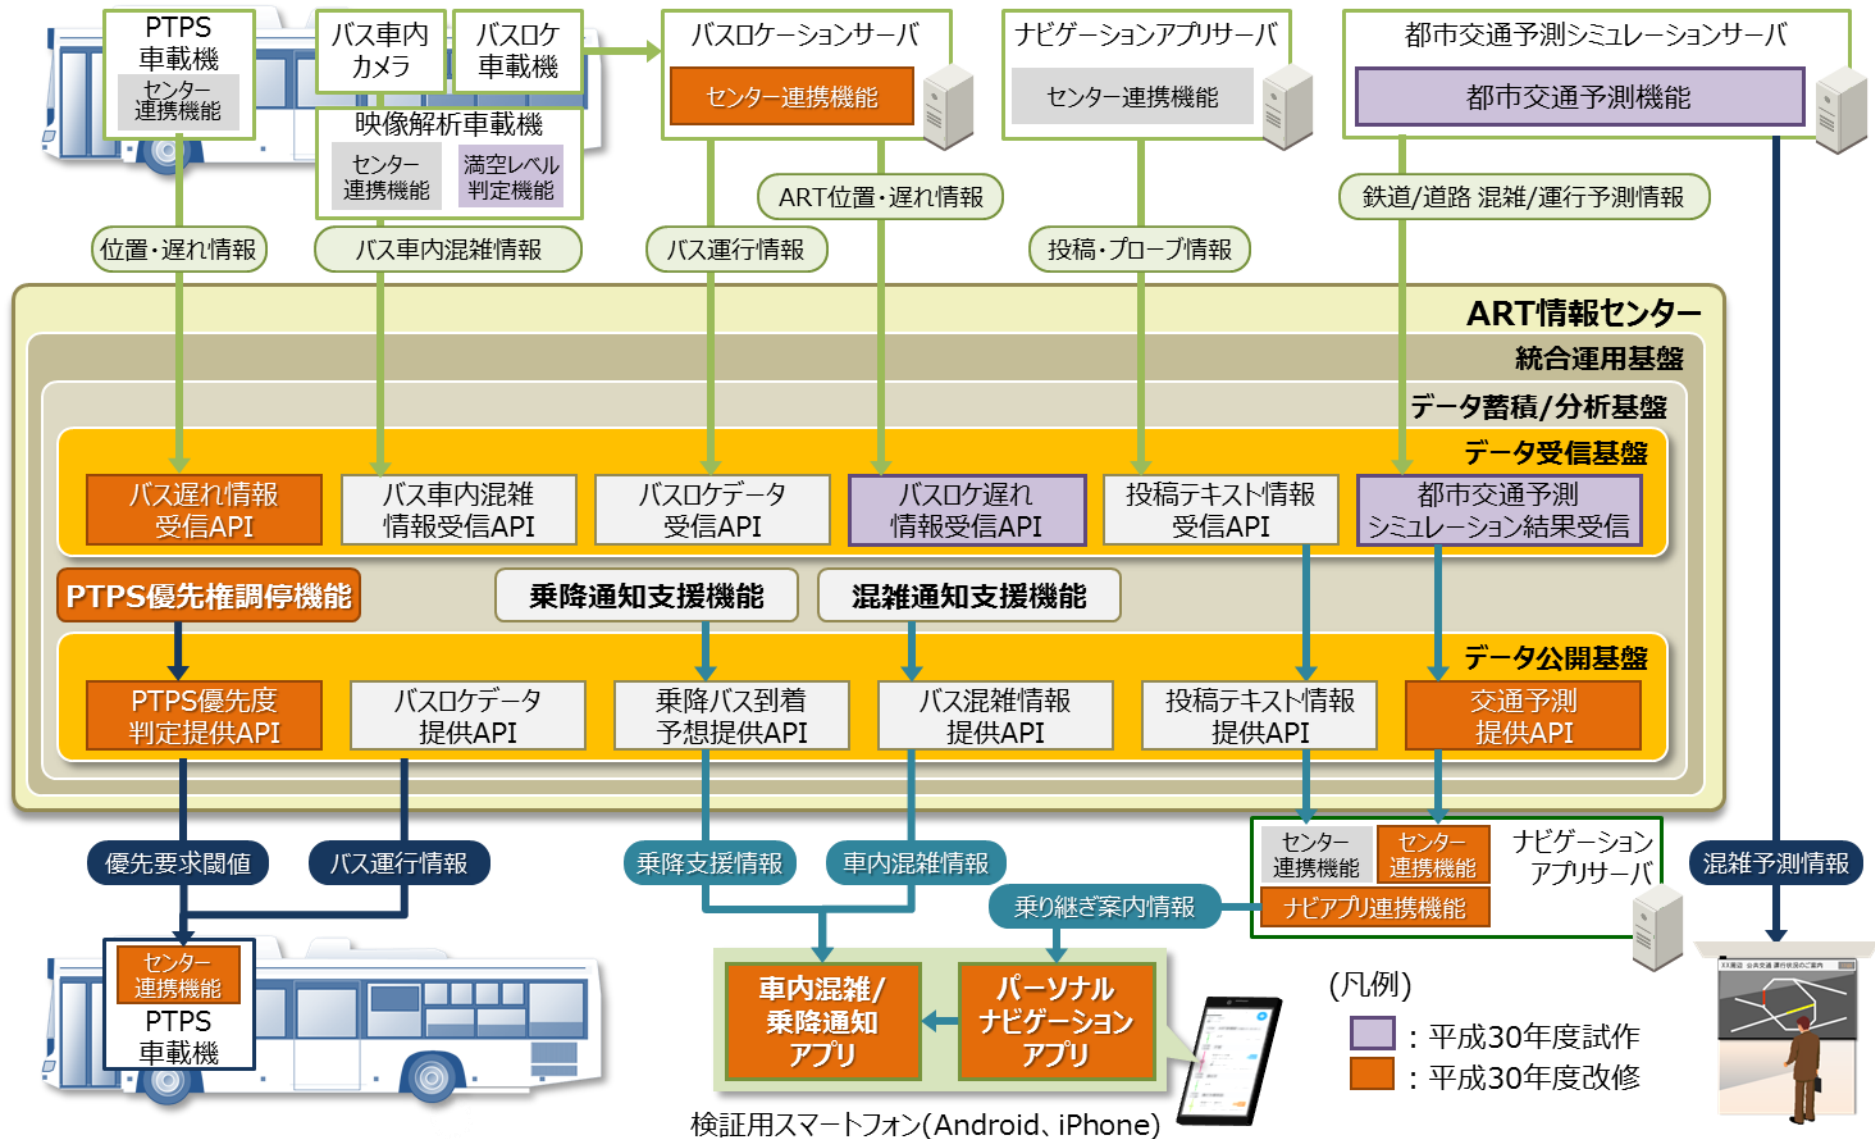 PTPS
車載機
センター
連携機能
バス車内
カメラ
バスロケ
車載機
映像解析車載機
センター
連携機能
満空レベル
判定機能
バスロケーションサーバ
センター連携機能
ナビゲーションアプリサーバ
センター連携機能
都市交通予測シミュレーションサーバ
都市交通予測機能
ART位置・遅れ情報
鉄道/道路 混雑/運行予測情報
位置・遅れ情報
バス車内混雑情報
バス運行情報
投稿・プローブ情報
ART情報センター
統合運用基盤
データ蓄積/分析基盤
データ受信基盤
バス遅れ情報
受信API
バス車内混雑
情報受信API
バスロケデータ
受信API
バスロケ遅れ
情報受信API
投稿テキスト情報
受信API
都市交通予測
シミュレーション結果受信
PTPS優先権調停機能
乗降通知支援機能
混雑通知支援機能
データ公開基盤
PTPS優先度
判定提供API
バスロケデータ
提供API
乗降バス到着
予想提供API
バス混雑情報
提供API
投稿テキスト情報
提供API
交通予測
提供API
優先要求閾値
バス運行情報
乗降支援情報
車内混雑情報
センター
連携機能
センター
連携機能
ナビゲーション
アプリサーバ
ナビアプリ連携機能
混雑予測情報
乗り継ぎ案内情報
センター
連携機能
PTPS
車載機
車内混雑/
乗降通知
アプリ
パーソナル
ナビゲーション
アプリ
検証用スマートフォン(Android、iPhone)
(凡例)
：平成30年度試作
：平成30年度改修
XX周辺 公共交通 運行状況のご案内